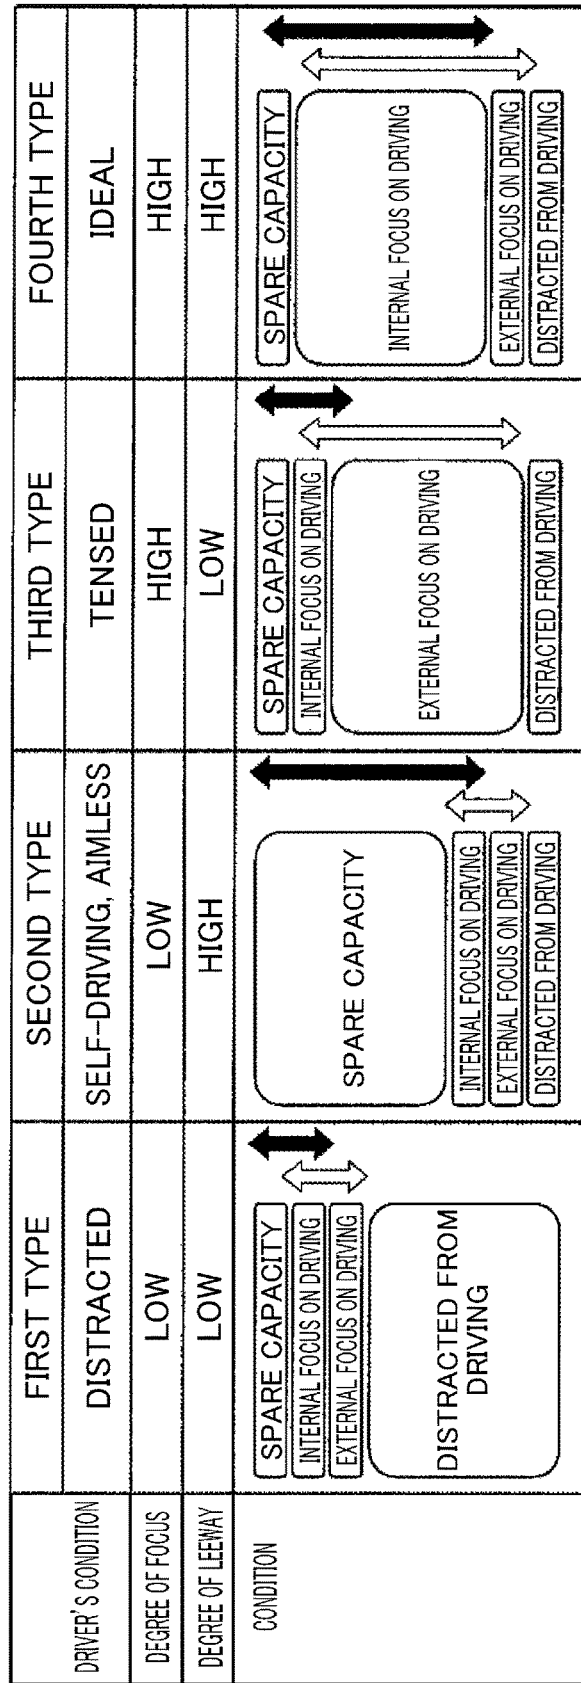 FIRST TYPE
SECOND TYPE
THIRD TYPE
FOURTH TYPE
DRIVER'S CONDITION
DISTRACTED
SELF-DRIVING, AIMLESS
TENSED
IDEAL
DEGREE OF FOCUS
LOW
LOW
HIGH
HIGH
DEGREE OF LEEWAY
LOW
HIGH
LOW
HIGH
CONDITION
SPARE CAPACITY
INTERNAL FOCUS ON DRIVING
EXTERNAL FOCUS ON DRIVING
DISTRACTED FROM
DRIVING
SPARE CAPACITY
INTERNAL FOCUS ON DRIVING
EXTERNAL FOCUS ON DRIVING
DISTRACTED FROM DRIVING
SPARE CAPACITY
INTERNAL FOCUS ON DRIVING
EXTERNAL FOCUS ON DRIVING
DISTRACTED FROM DRIVING
SPARE CAPACITY
INTERNAL FOCUS ON DRIVING
EXTERNAL FOCUS ON DRIVING
DISTRACTED FROM DRIVING